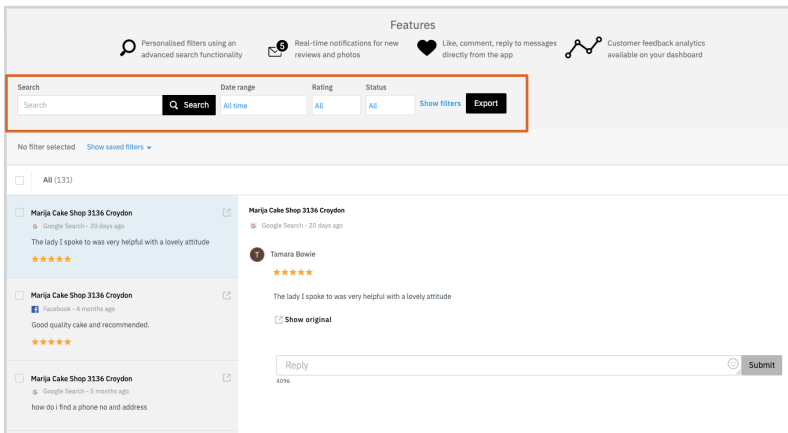 Features
Personalised filters using an
advanced search functionality
5
Real-time notifications for new
reviews and photos
Like, comment, reply to messages
directly from the app
Customer feedback analytics
available on your dashboard
Search
Date range
Rating
Status
Search
Search
All time
All
All
Show filters
Export
No filter selected
Show saved filters
All (131)
Marija Cake Shop 3136 Croydon
G Google Search - 20 days ago
The lady I spoke to was very helpful with a lovely attitude
Marija Cake Shop 3136 Croydon
f Facebook - 4 months ago
Good quality cake and recommended.
Marija Cake Shop 3136 Croydon
G Google Search - 5 months ago
how do i find a phone no and address
Marija Cake Shop 3136 Croydon
G Google Search - 20 days ago
T Tamara Bowie
The lady I spoke to was very helpful with a lovely attitude
Show original
Reply
Submit
4096